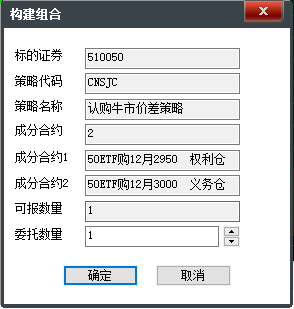 构建组合
标的证券 510050
策略代码 CNSJC
策略名称 认购牛市价差策略
成分合约 2
成分合约1 50ETF购12月2950 权利仓
成分合约2 50ETF购12月3000 义务仓
可报数量 1
委托数量 1
确定 取消